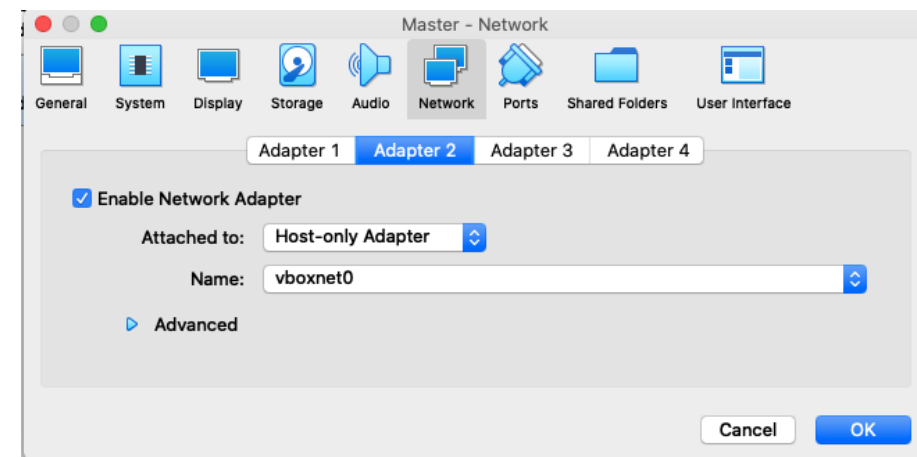 Master - Network
General System Display Storage Audio Network Ports Shared Folders User Interface
Adapter 1 Adapter 2 Adapter 3 Adapter 4
Enable Network Adapter
Attached to: Host-only Adapter
Name: vboxnet0
Advanced
Cancel OK